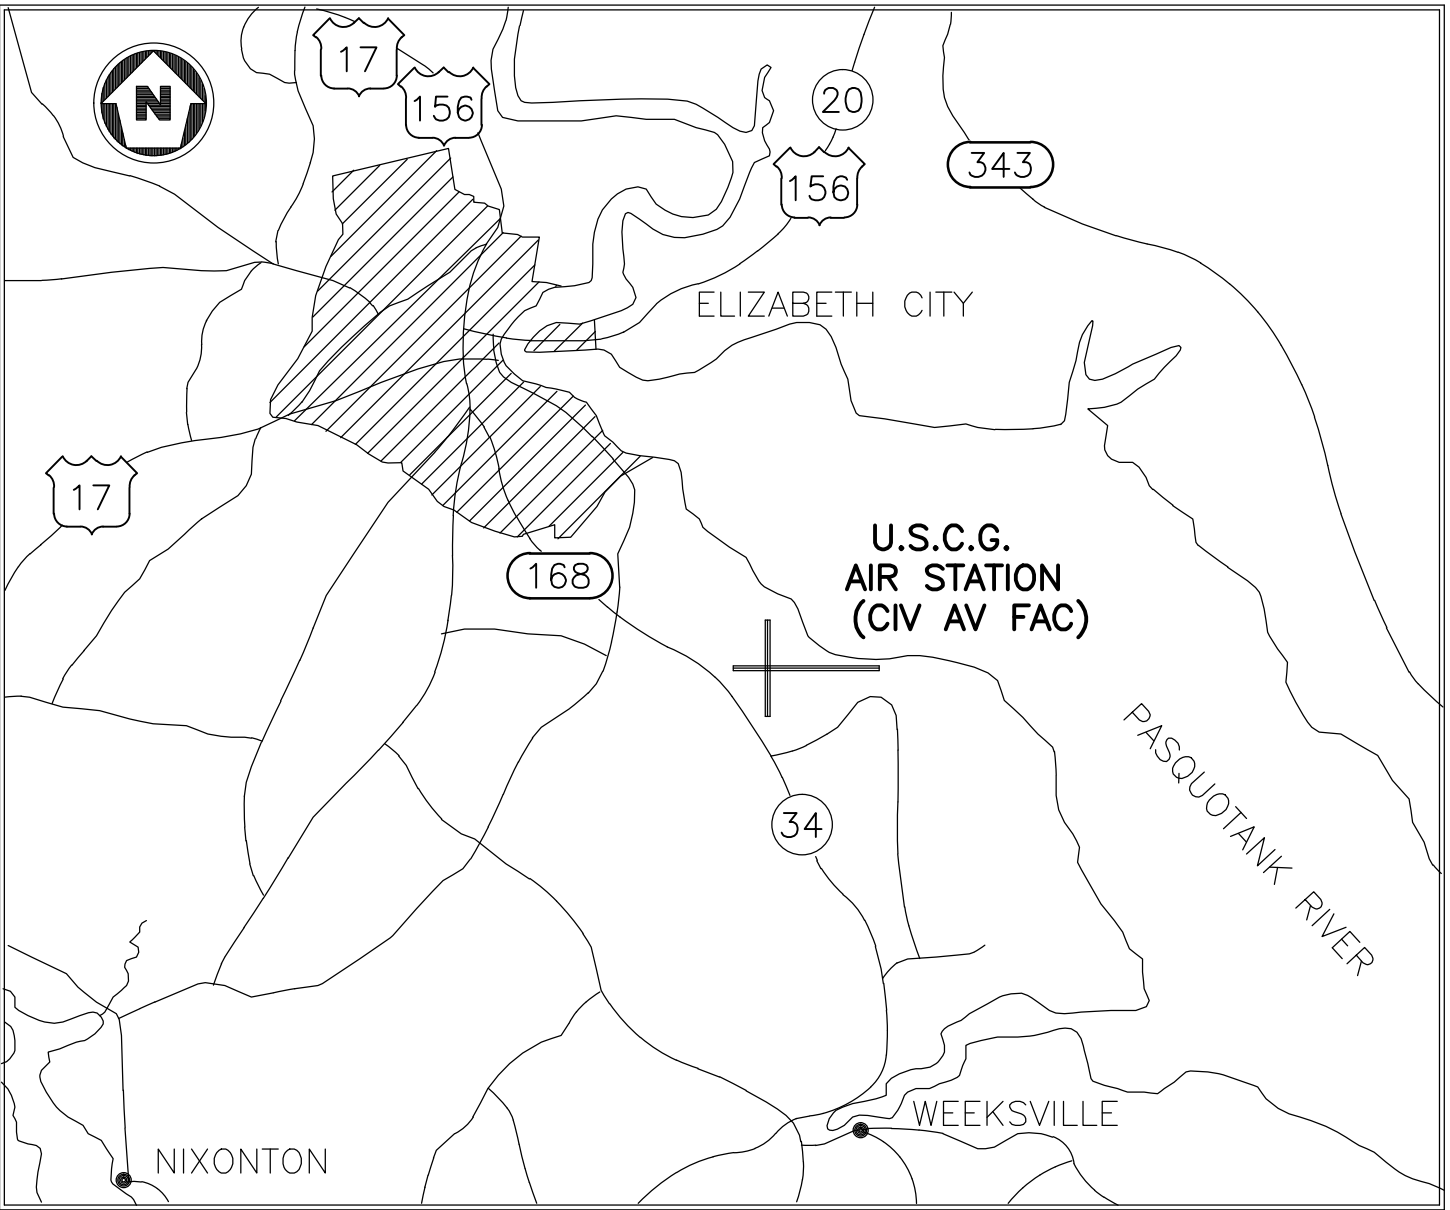 17
N
156
20
343
156
ELIZABETH CITY
17
U.S.C.G.
AIR STATION
(CIV AV FAC)
168
PASQUOTANK RIVER
34
WEEKSVILLE
NIXONTON